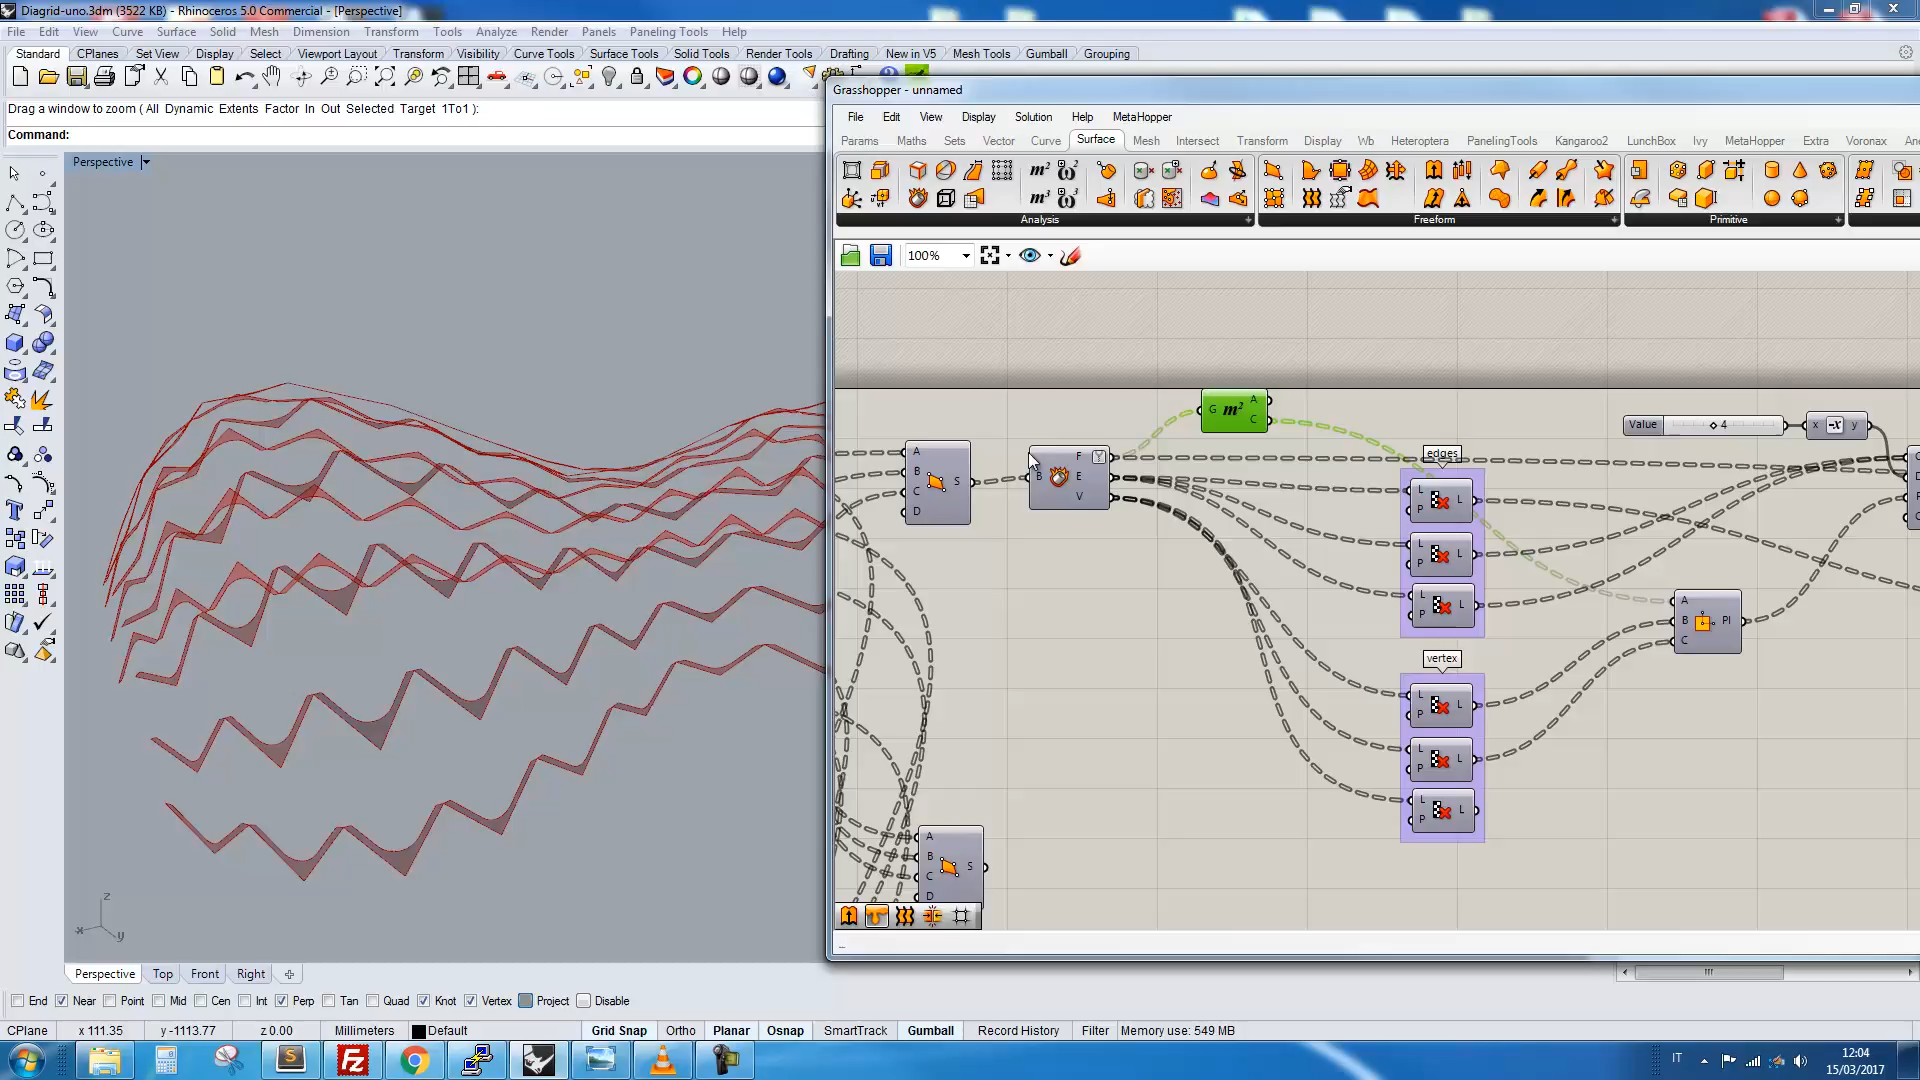 Diagrid-uno.3dm (3522 KB) - Rhinoceros 5.0 Commercial - [Perspective]
File Edit View Curve Surface Solid Mesh Dimension Transform Tools Analyze Render Panels Paneling Tools Help
Standard CPlanes Set View Display Select Viewport Layout Transform Visibility Curve Tools Surface Tools Solid Tools Mesh Tools Render Tools Drafting New in V5 Mesh Tools Gumball Grouping
Drag a window to zoom ( All Dynamic Extents Factor In Out Selected Target 1To1 ):
Command:
Perspective
Grasshopper - unnamed
File Edit View Display Solution Help MetaHopper
Params Maths Sets Vector Curve Surface Mesh Intersect Transform Display Wb Heteroptera PanelingTools Kangaroo2 LunchBox Ivy MetaHopper Extra Voronax
m² m³
Analysis Freeform Primitive
100%
G m² A C
Value 4 x -X y
edges
A B C D S
B F E V
L P L
L P L
L P L
A B C Pl
vertex
L P L
L P L
L P L
A B C D S
z x y
Perspective Top Front Right
End Near Point Mid Cen Int Perp Tan Quad Knot Vertex Project Disable
CPlane x 111.35 y -1113.77 z 0.00 Millimeters Default Grid Snap Ortho Planar Osnap SmartTrack Gumball Record History Filter Memory use: 549 MB
IT 12:04
15/03/2017